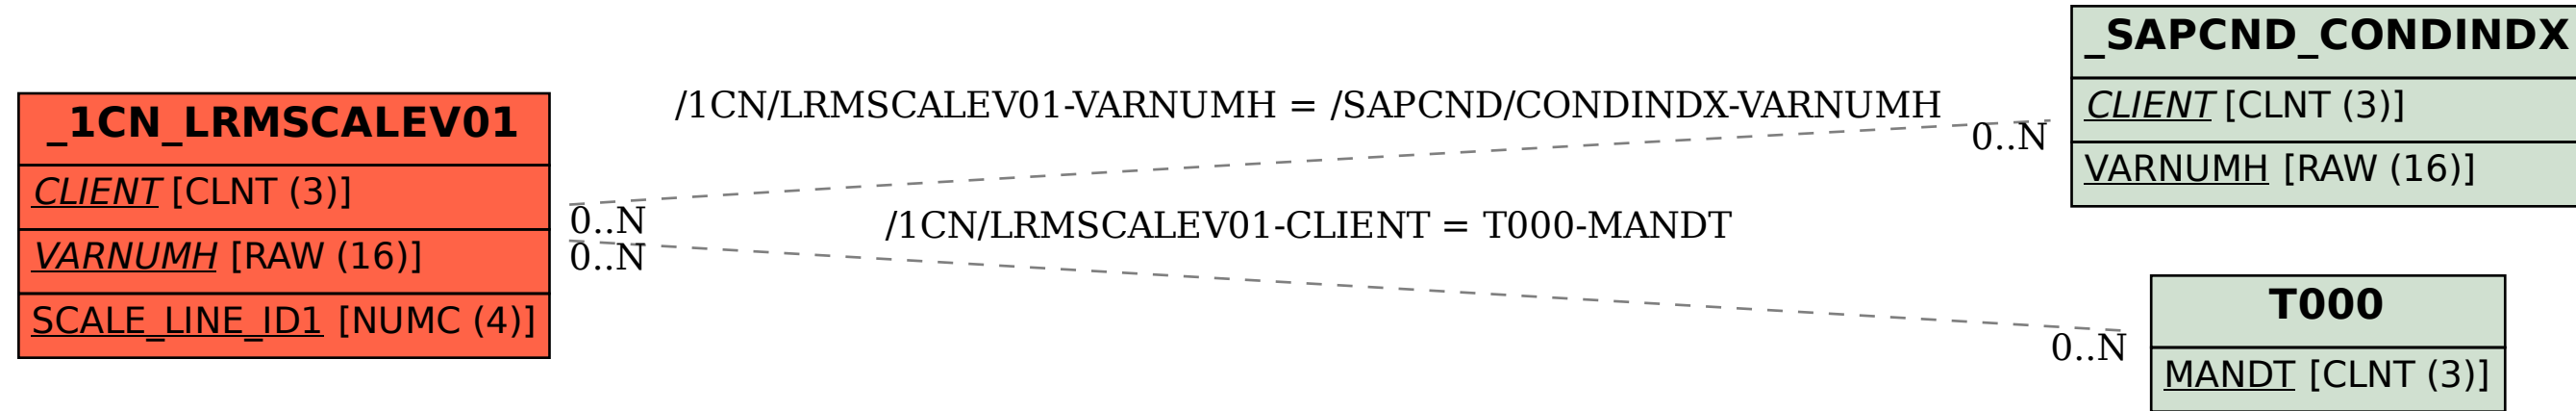 _1CN_LRMSCALEV01
CLIENT [CLNT (3)]
VARNUMH [RAW (16)]
SCALE_LINE_ID1 [NUMC (4)]
/1CN/LRMSCALEV01-VARNUMH = /SAPCND/CONDINDX-VARNUMH
0..N
0..N
/1CN/LRMSCALEV01-CLIENT = T000-MANDT
0..N
0..N
_SAPCND_CONDINDX
CLIENT [CLNT (3)]
VARNUMH [RAW (16)]
T000
MANDT [CLNT (3)]